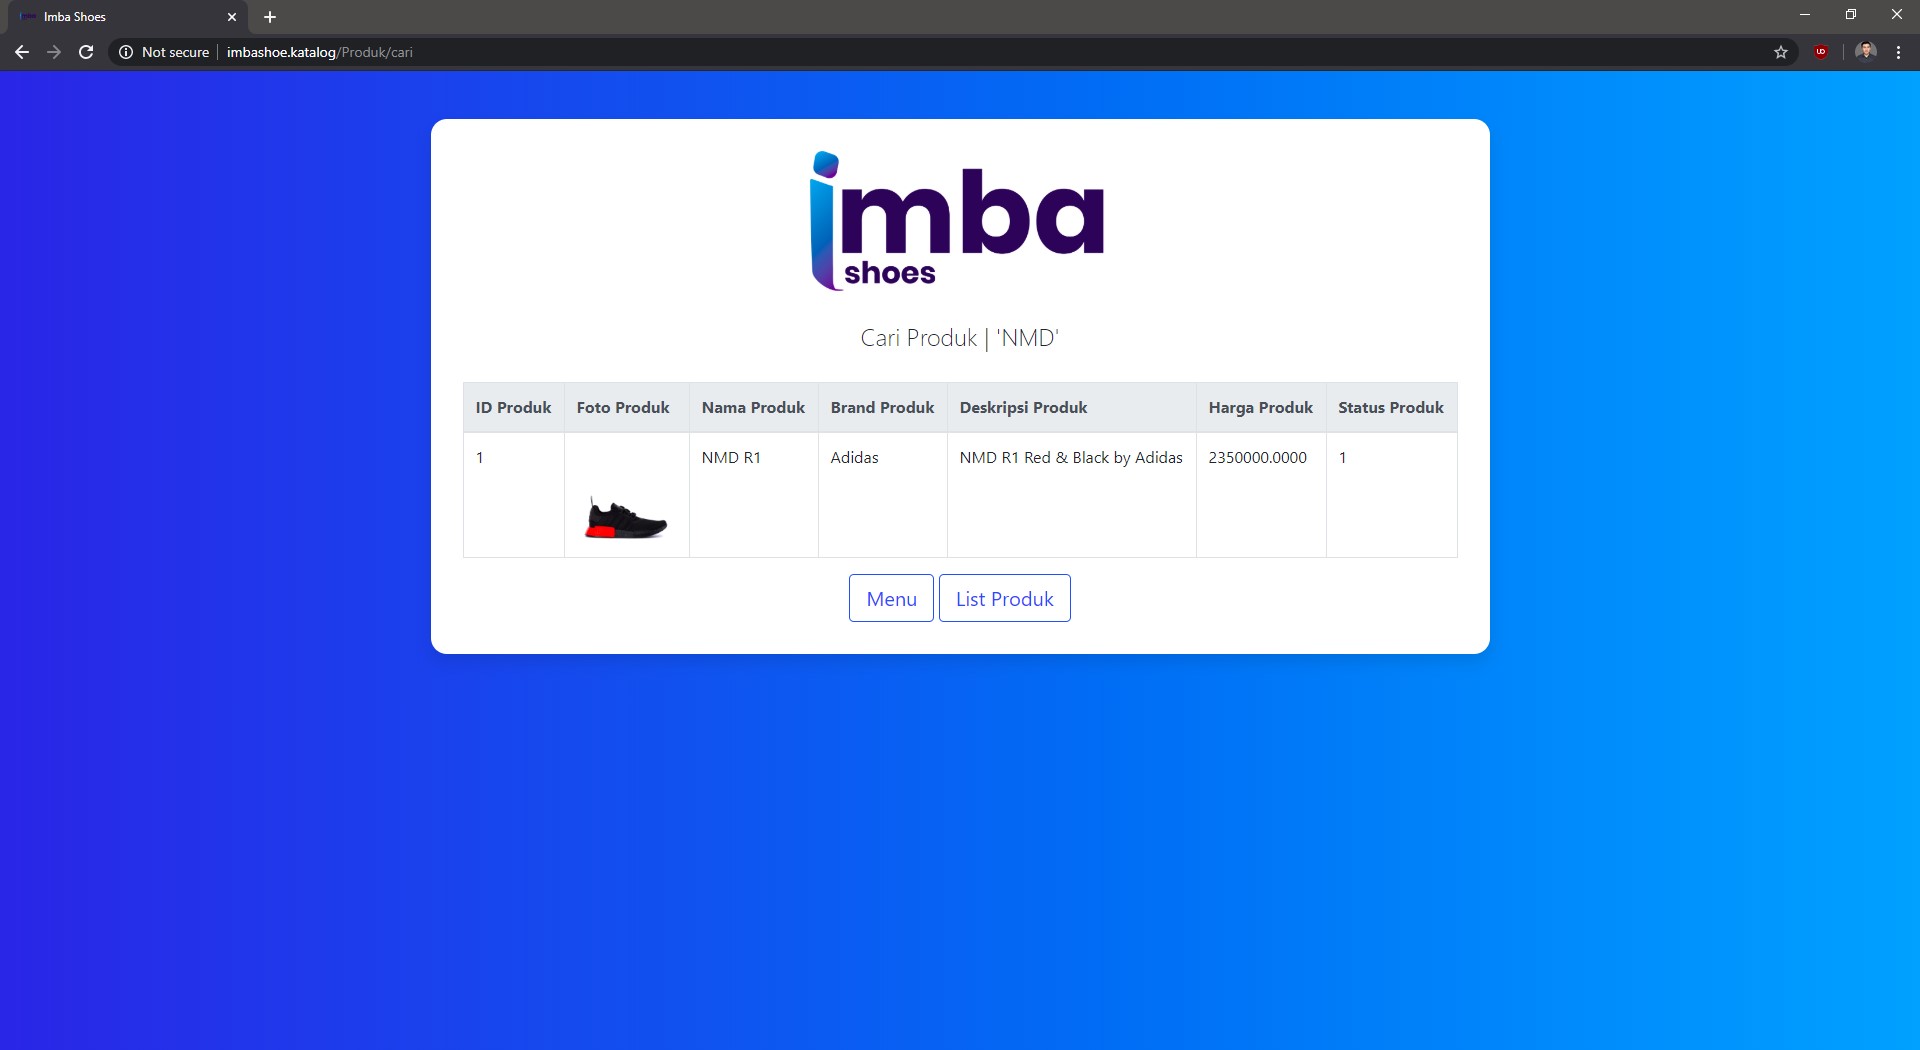 Imba Shoes
Not secure | imbashoe.katalog/Produk/cari
imba
shoes
Cari Produk | 'NMD'
ID Produk Foto Produk Nama Produk Brand Produk Deskripsi Produk Harga Produk Status Produk
1 NMD R1 Adidas NMD R1 Red & Black by Adidas 2350000.0000 1
Menu List Produk